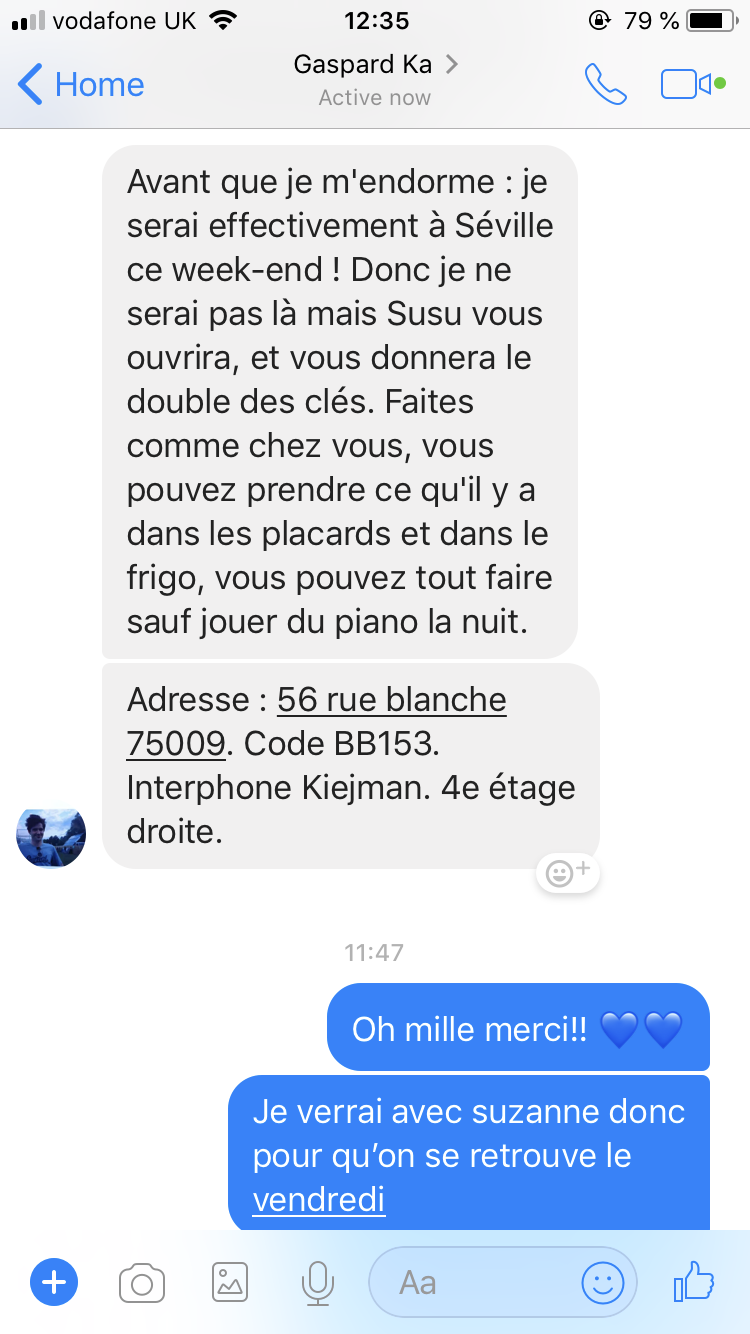 vodafone UK 12:35 79 %
Home Gaspard Ka
Active now
Avant que je m'endorme : je
serai effectivement à Séville
ce week-end ! Donc je ne
serai pas là mais Susu vous
ouvrira, et vous donnera le
double des clés. Faites
comme chez vous, vous
pouvez prendre ce qu'il y a
dans les placards et dans le
frigo, vous pouvez tout faire
sauf jouer du piano la nuit.
Adresse : 56 rue blanche
75009. Code BB153.
Interphone Kiejman. 4e étage
droite.
11:47
Oh mille merci!! 💙💙
Je verrai avec suzanne donc
pour qu’on se retrouve le
vendredi
Aa